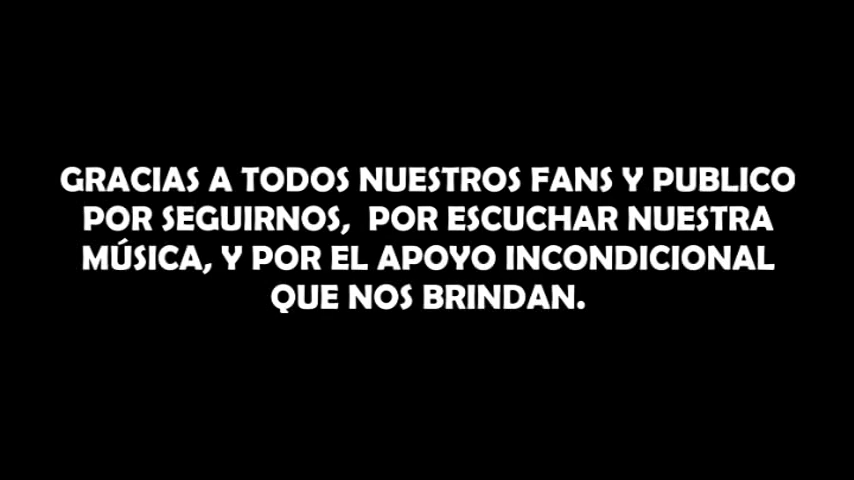 GRACIAS A TODOS NUESTROS FANS Y PUBLICO
POR SEGUIRNOS,  POR ESCUCHAR NUESTRA
MÚSICA, Y POR EL APOYO INCONDICIONAL
QUE NOS BRINDAN.